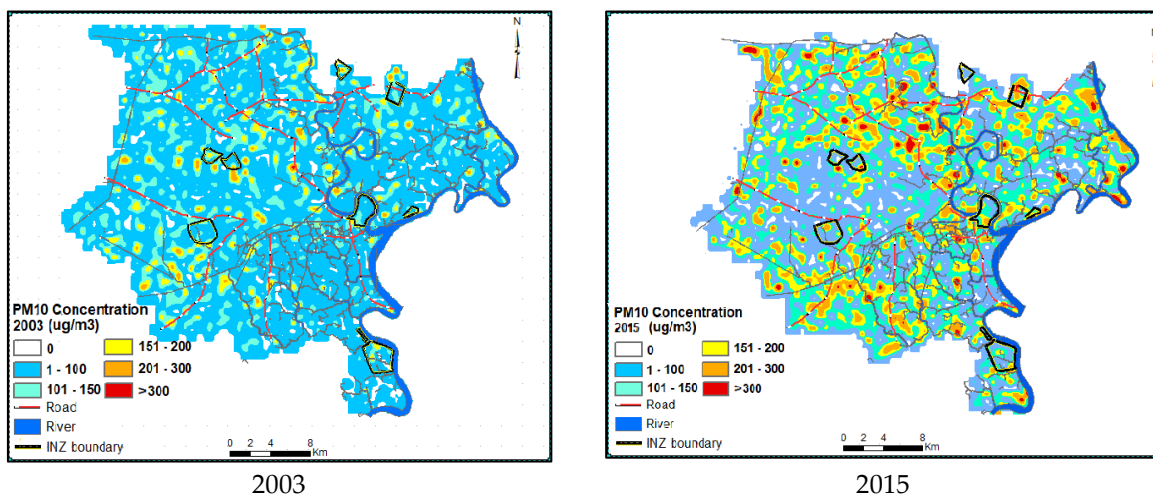 N
PM10 Concentration
2003 (ug/m3)
0
151 - 200
1 - 100
201 - 300
101 - 150
>300
Road
River
INZ boundary
0 2 4 8
Km
2003
PM10 Concentration
2015 (ug/m3)
0
151 - 200
1 - 100
201 - 300
101 - 150
>300
Road
River
INZ boundary
0 2 4 8
Km
2015